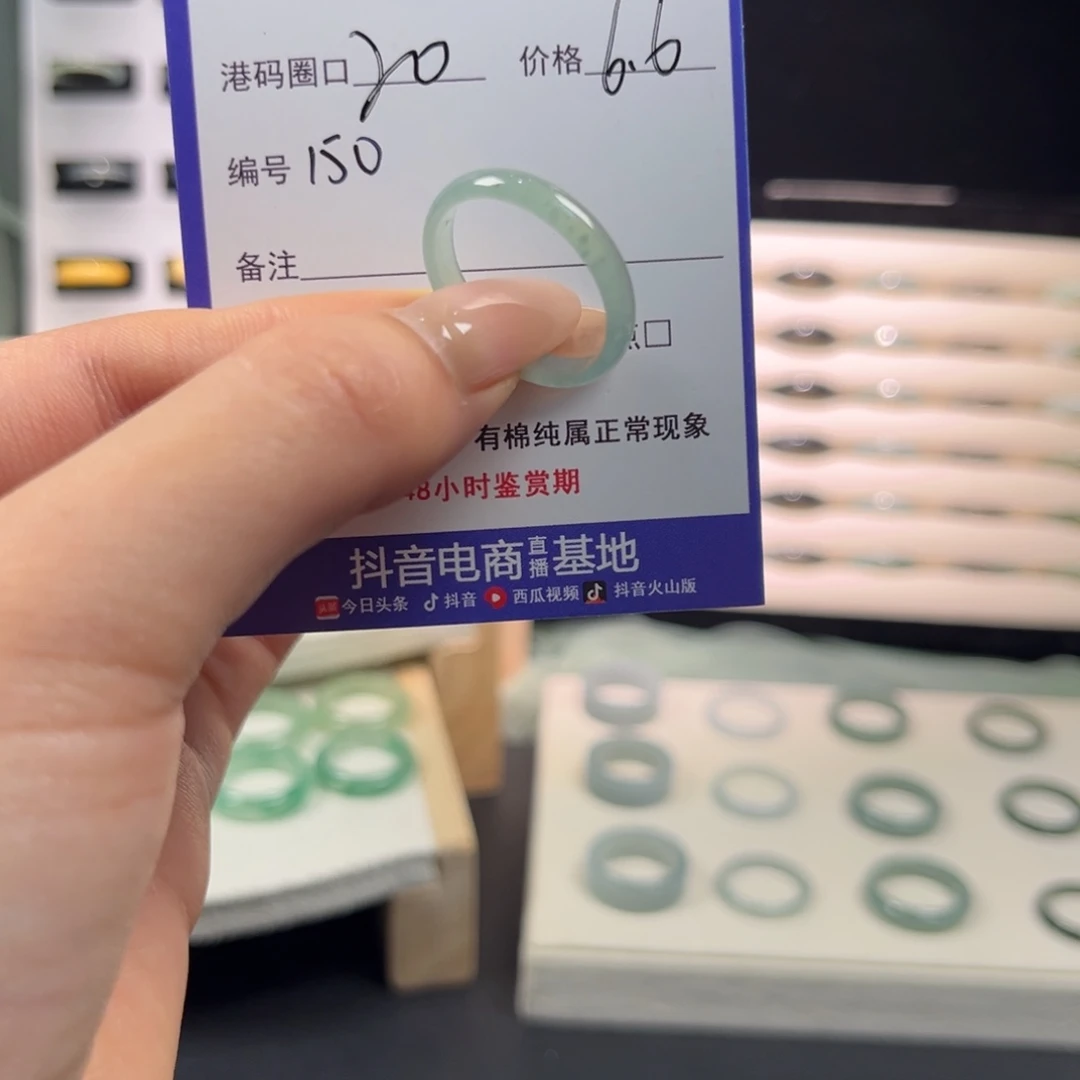 港码圈口 20 价格 6.6
编号 150
备注
点口
有棉纯属正常现象
48小时鉴赏期
抖音电商直播基地
今日头条 抖音 西瓜视频 抖音火山版